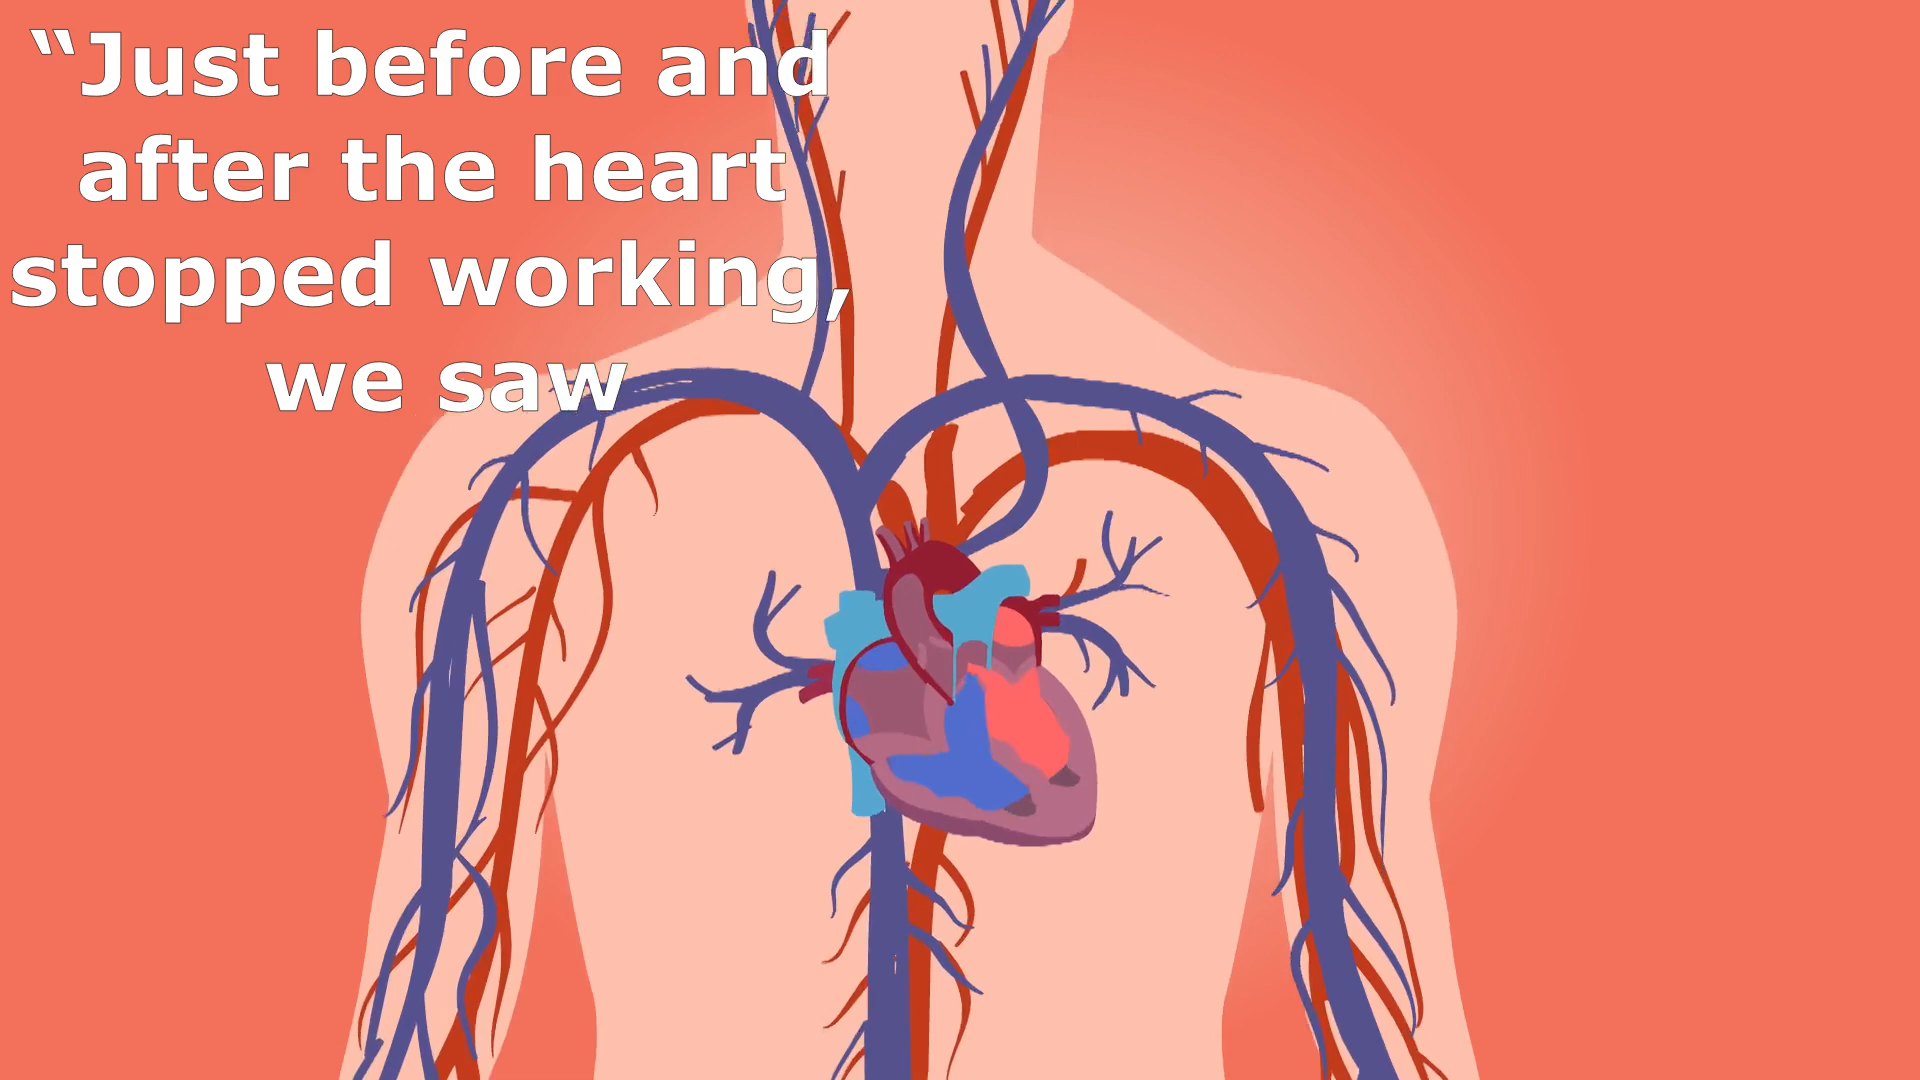 “Just before and
after the heart
stopped working,
we saw